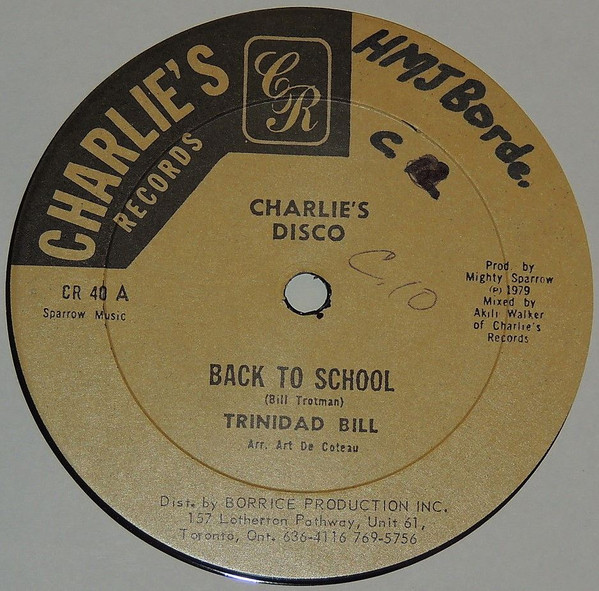 CHARLIE'S
RECORDS
CR
HMJ Borde.
C.
CHARLIE'S
DISCO
C.10
CR 40 A
Sparrow Music
Prod. by
Mighty Sparrow
(P) 1979
Mixed by
Akili Walker
of Charlie's
Records
BACK TO SCHOOL
(Bill Trotman)
TRINIDAD BILL
Arr. Art De Coteau
Dist. by BORRICE PRODUCTION INC.
157 Lotherton Pathway, Unit 61,
Toronto, Ont. 636-4116 769-5756